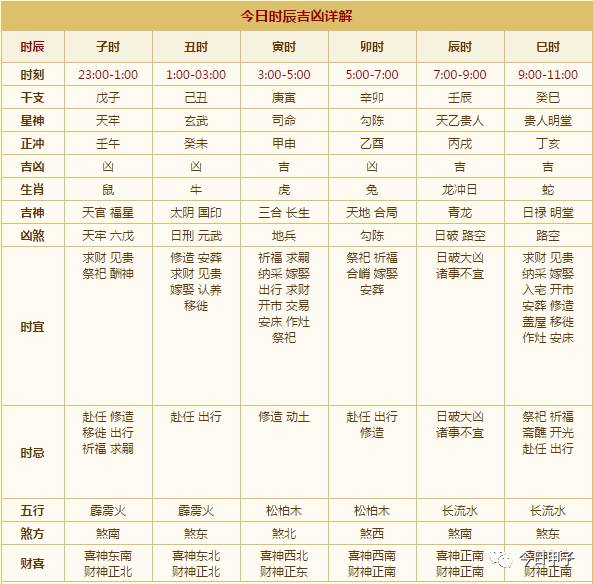 今日时辰吉凶详解
时辰 子时 丑时 寅时 卯时 辰时 巳时
时刻 23:00-1:00 1:00-03:00 3:00-5:00 5:00-7:00 7:00-9:00 9:00-11:00
干支 戊子 己丑 庚寅 辛卯 壬辰 癸巳
星神 天牢 玄武 司命 勾陈 天乙贵人 贵人明堂
正冲 壬午 癸未 甲申 乙酉 丙戌 丁亥
吉凶 凶 凶 吉 凶 吉 吉
生肖 鼠 牛 虎 兔 龙冲日 蛇
吉神 天官 福星 太阴 国印 三合 长生 天地 合局 青龙 日禄 明堂
凶煞 天牢 六戊 日刑 元武 地兵 勾陈 日破 路空 路空
时宜
求财 见贵
祭祀 酬神
修造 安葬
求财 见贵
嫁娶 认养
移徙
祈福 求嗣
纳采 嫁娶
出行 求财
开市 交易
安床 作灶
祭祀
祭祀 祈福
合嵴 嫁娶
安葬
日破大凶
诸事不宜
求财 见贵
纳采 嫁娶
入宅 开市
安葬 修造
盖屋 移徙
作灶 安床
时忌
赴任 修造
移徙 出行
祈福 求嗣
赴任 出行
修造 动土
赴任 出行
修造
日破大凶
诸事不宜
祭祀 祈福
斋醮 开光
赴任 出行
五行 霹雳火 霹雳火 松柏木 松柏木 长流水 长流水
煞方 煞南 煞东 煞北 煞西 煞南 煞东
财喜
喜神东南
财神正北
喜神东北
财神正北
喜神西北
财神正东
喜神西南
财神正东
喜神正南
财神正南
喜神东南
财神正南
今日甲子